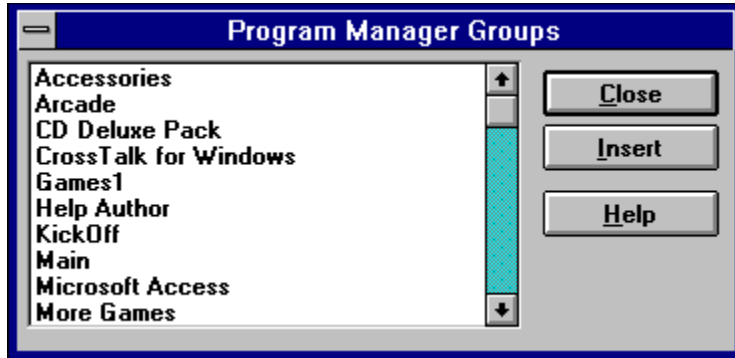 Program Manager Groups
Accessories
Arcade
CD Deluxe Pack
CrossTalk for Windows
Games1
Help Author
KickOff
Main
Microsoft Access
More Games
Close
Insert
Help